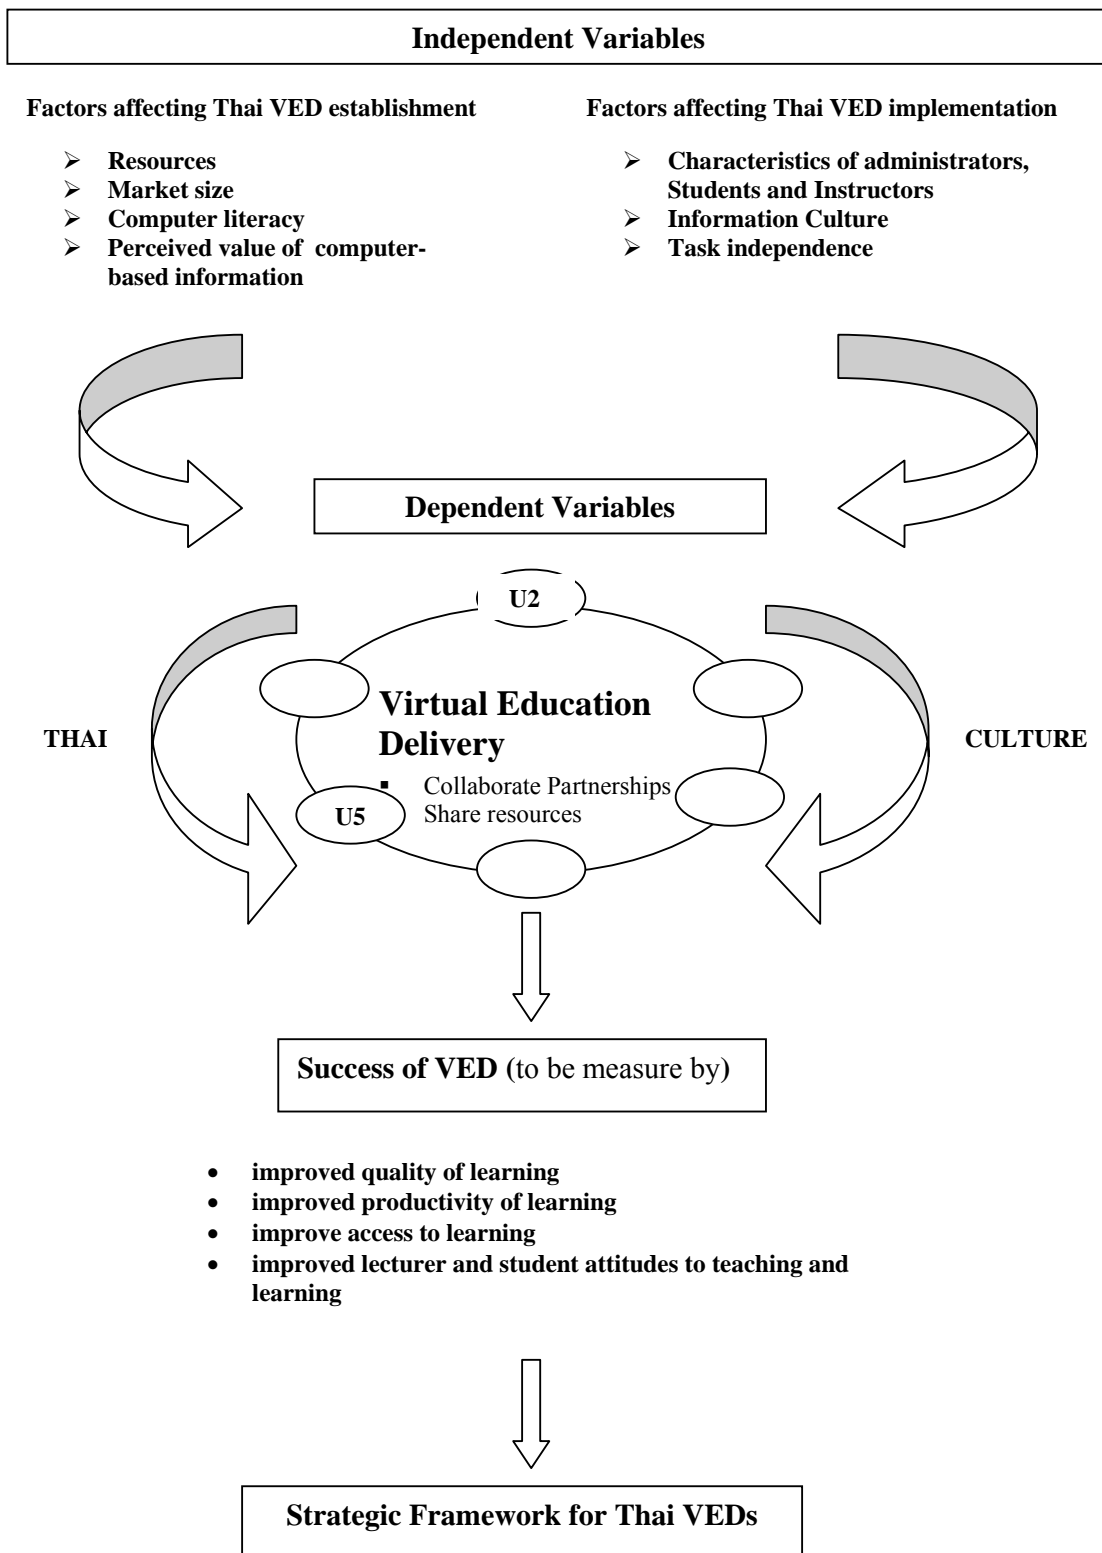 Independent Variables
Factors affecting Thai VED establishment
➢ Resources
➢ Market size
➢ Computer literacy
➢ Perceived value of computer-
based information
Factors affecting Thai VED implementation
➢ Characteristics of administrators,
Students and Instructors
➢ Information Culture
➢ Task independence
Dependent Variables
U2
Virtual Education
Delivery
▪ Collaborate Partnerships
Share resources
U5
THAI
CULTURE
Success of VED (to be measure by)
• improved quality of learning
• improved productivity of learning
• improve access to learning
• improved lecturer and student attitudes to teaching and
learning
Strategic Framework for Thai VEDs